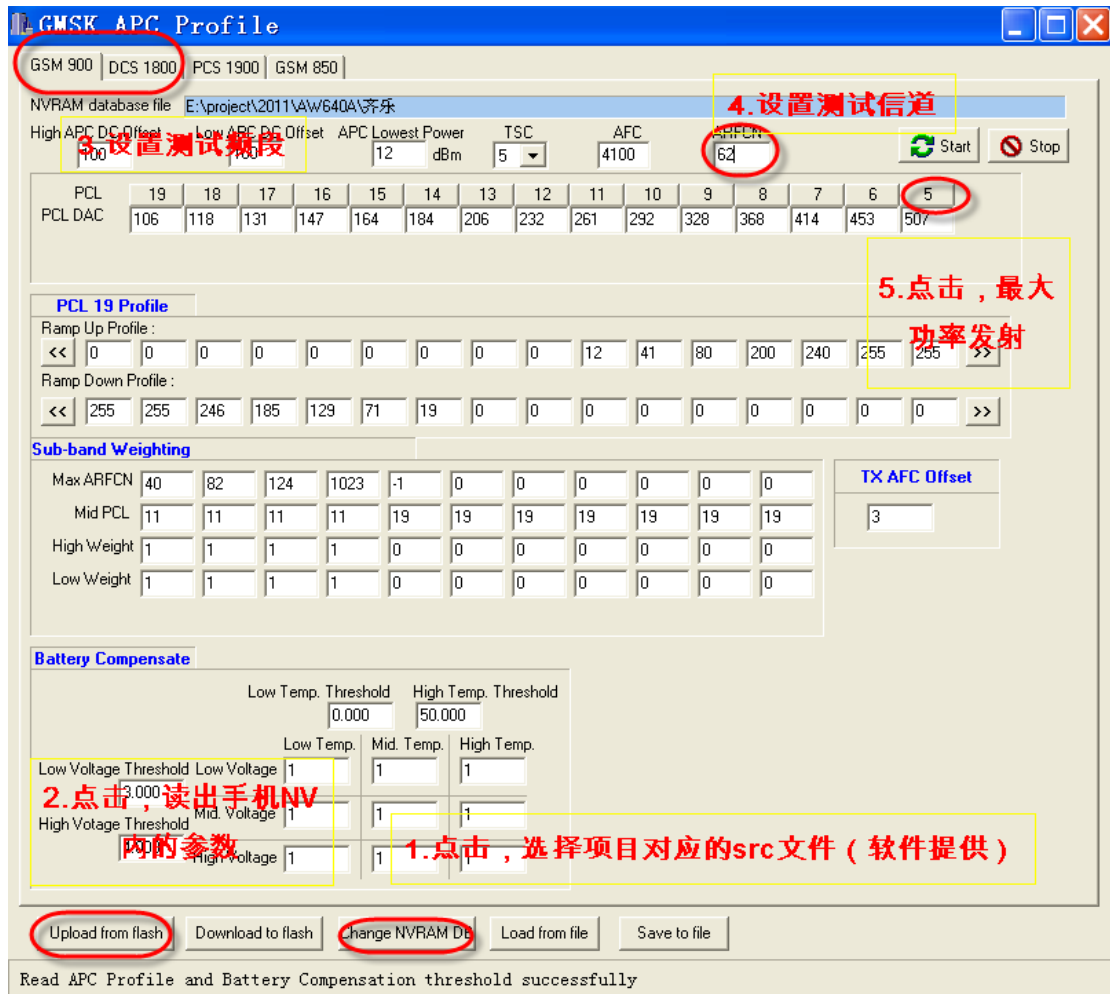 GMSK APC Profile
GSM 900 DCS 1800 PCS 1900 GSM 850
NVRAM database file E:\project\2011\AW640A\齐乐
4.设置测试信道
High APC DC Offset Low APC DC Offset APC Lowest Power TSC AFC ARFCN
3.设置测试频段
100 12 dBm 5 4100 62 Start Stop
PCL 19 18 17 16 15 14 13 12 11 10 9 8 7 6 5
PCL DAC 106 118 131 147 164 184 206 232 261 292 328 368 414 453 507
5.点击，最大
功率发射
PCL 19 Profile
Ramp Up Profile :
<< 0 0 0 0 0 0 0 0 0 12 41 80 200 240 255 255 >>
Ramp Down Profile :
<< 255 255 246 185 129 71 19 0 0 0 0 0 0 0 0 0 >>
Sub-band Weighting
Max ARFCN 40 82 124 1023 -1 0 0 0 0 0 0
Mid PCL 11 11 11 11 19 19 19 19 19 19 19
High Weight 1 1 1 1 0 0 0 0 0 0 0
Low Weight 1 1 1 1 0 0 0 0 0 0 0
TX AFC Offset
3
Battery Compensate
Low Temp. Threshold High Temp. Threshold
0.000 50.000
Low Temp. Mid. Temp. High Temp.
Low Voltage Threshold Low Voltage 1 1 1
3.000
2.点击，读出手机NV
内的参数
High Votage Threshold Mid. Voltage 1 1 1
High Voltage 1 1 1
1.点击，选择项目对应的src文件（软件提供）
Upload from flash Download to flash Change NVRAM DB Load from file Save to file
Read APC Profile and Battery Compensation threshold successfully